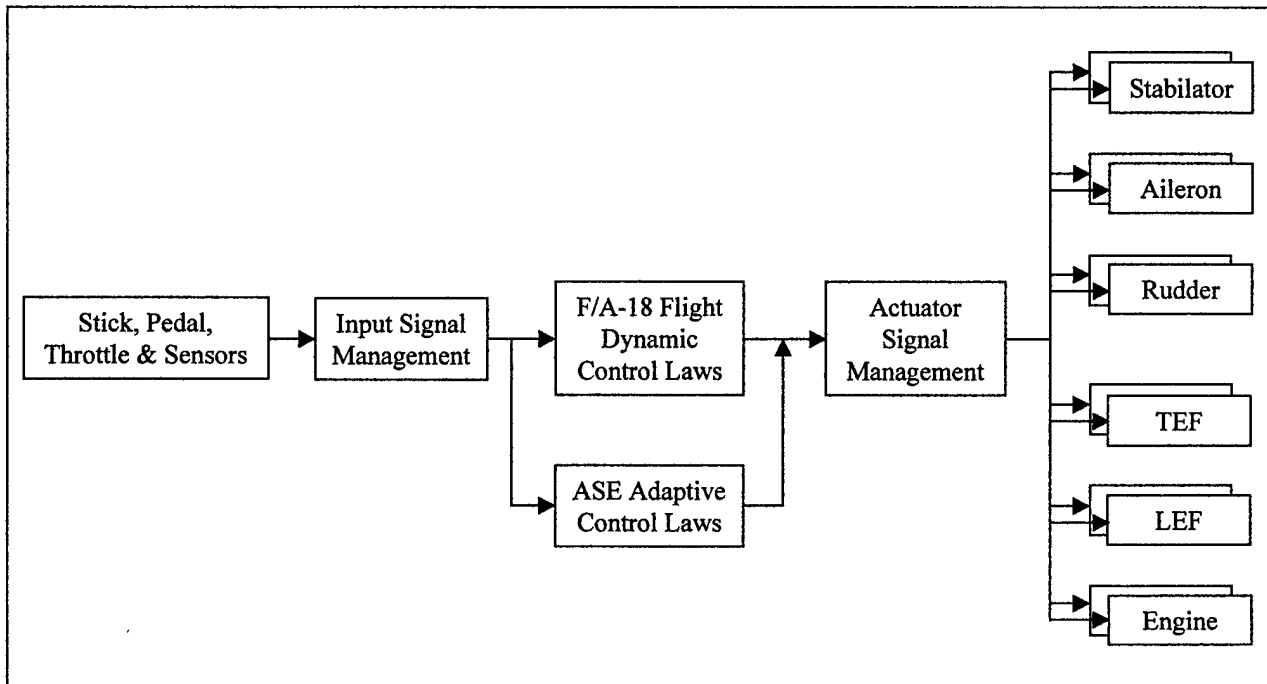 Stick, Pedal,
Throttle & Sensors
Input Signal
Management
F/A-18 Flight
Dynamic
Control Laws
ASE Adaptive
Control Laws
Actuator
Signal
Management
Stabilator
Aileron
Rudder
TEF
LEF
Engine